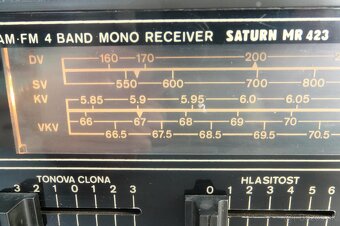 AM·FM 4 BAND MONO RECEIVER SATURN MR 423
DV 160 170 200
SV 550 600 700 800
KV 5.85 5.9 5.95 6.0 6.05
VKV 66 67 68 69 70
66.5 67.5 68.5 69.5 70.5
TONOVA CLONA HLASITOST
3 2 1 0 1 2 3 0 1 2 3 4 5 6